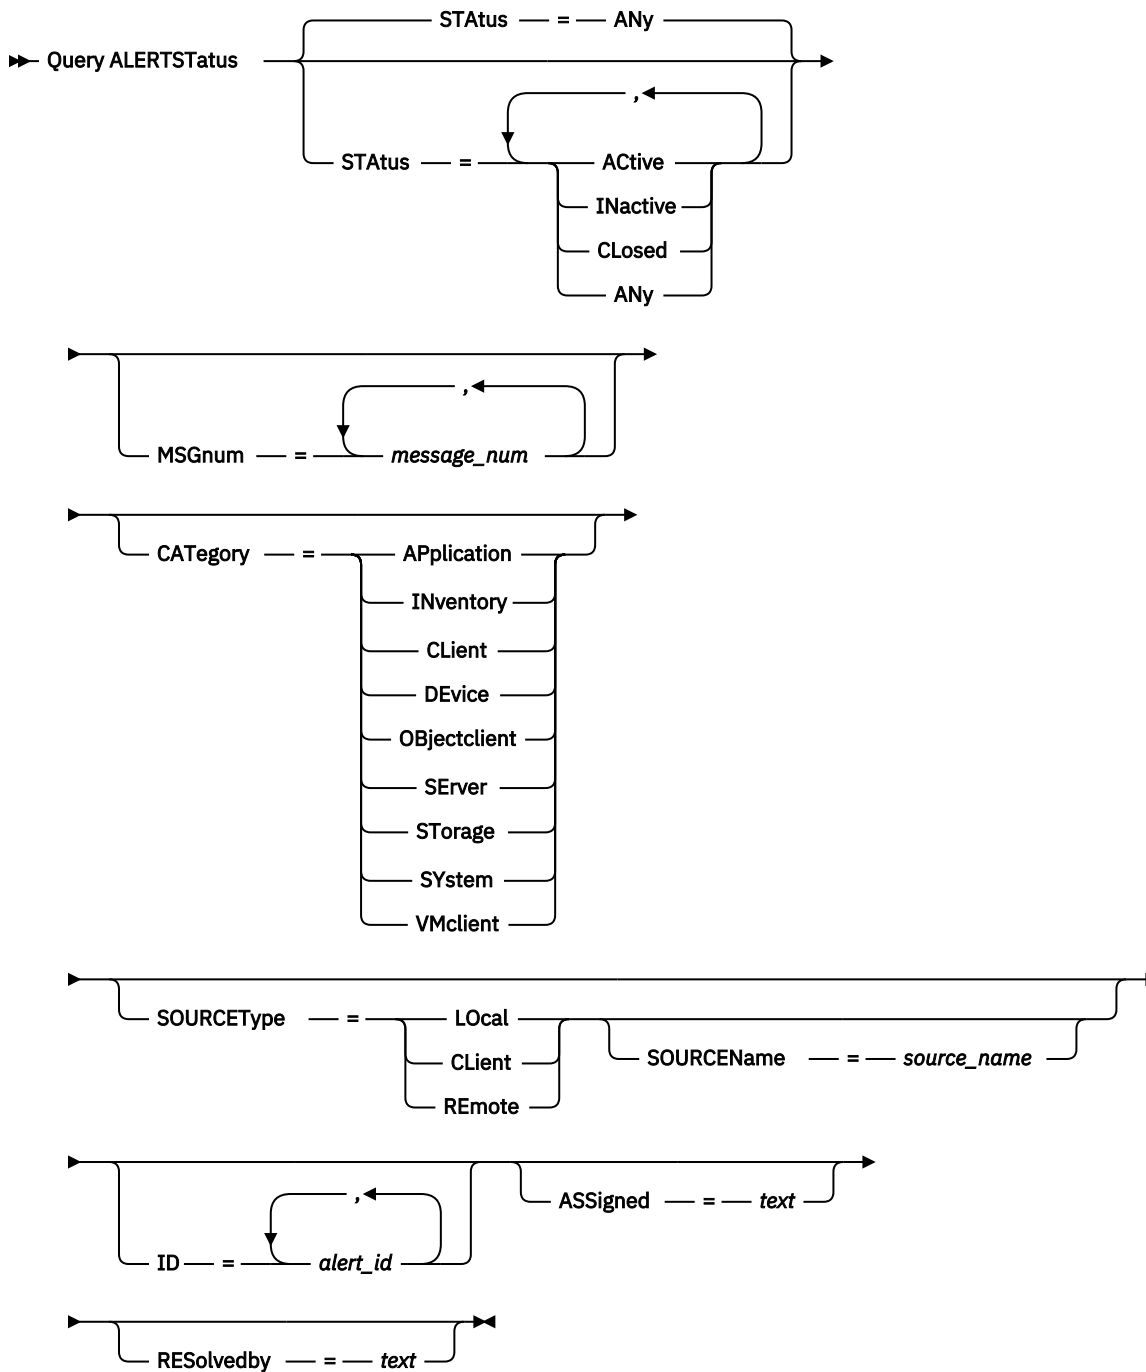 STAtus = ANy
Query ALERTSTatus
,
STAtus = ACtive
INactive
CLosed
ANy
,
MSGnum = message_num
CATegory = APplication
INventory
CLient
DEvice
OBjectclient
SErver
STorage
SYstem
VMclient
SOURCEType = LOcal
CLient
REmote
SOURCEName = source_name
,
ID = alert_id
ASSigned = text
RESolvedby = text